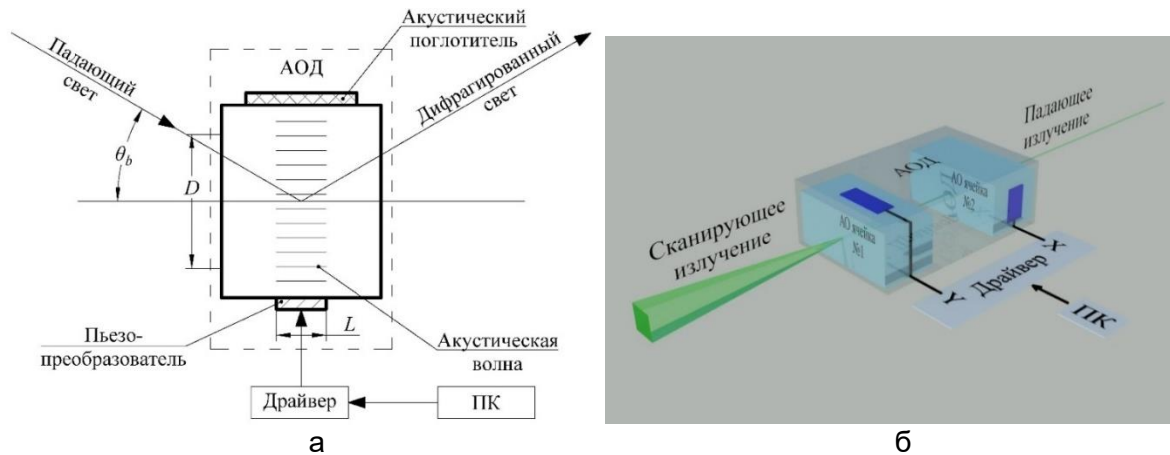 Акустический
поглотитель
Падающий
свет
АОД
Дифрагированный
свет
θb
D
L
Пьезо-
преобразователь
Акустическая
волна
Драйвер
ПК
а
Падающее
излучение
АОД
АО ячейка
№2
АО ячейка
№1
Сканирующее
излучение
X
Драйвер
Y
ПК
б